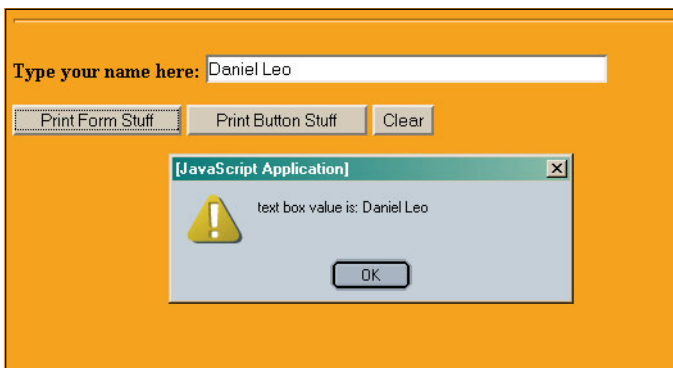 Type your name here: Daniel Leo
Print Form Stuff Print Button Stuff Clear
[JavaScript Application]
text box value is: Daniel Leo
OK